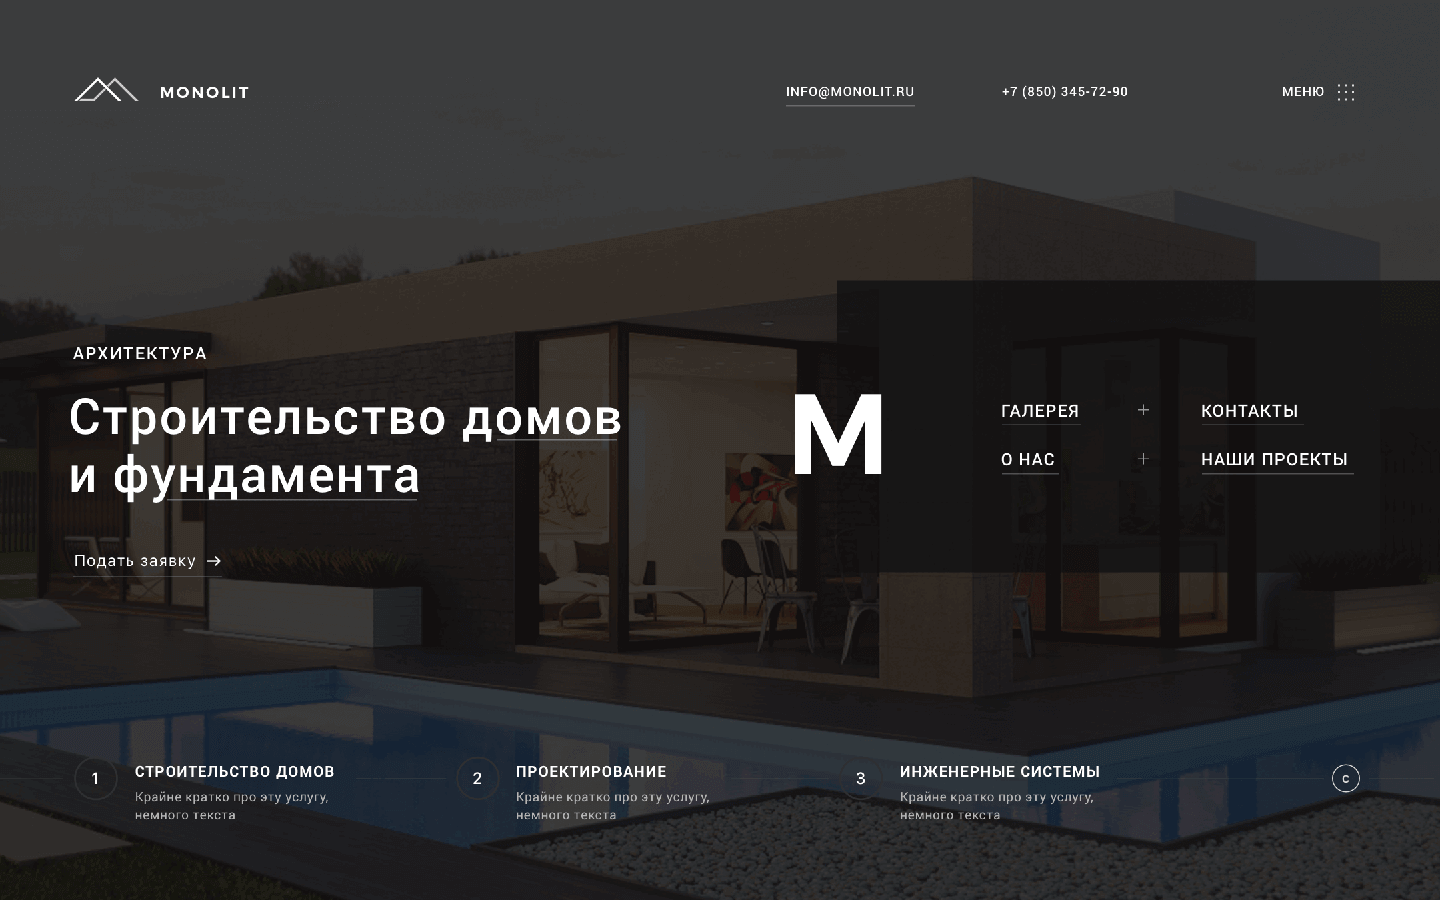 MONOLIT
INFO@MONOLIT.RU
+7 (850) 345-72-90
МЕНЮ
АРХИТЕКТУРА
Строительство домов
и фундамента
Подать заявку →
M
ГАЛЕРЕЯ +
КОНТАКТЫ
О НАС +
НАШИ ПРОЕКТЫ
1
СТРОИТЕЛЬСТВО ДОМОВ
Крайне кратко про эту услугу,
немного текста
2
ПРОЕКТИРОВАНИЕ
Крайне кратко про эту услугу,
немного текста
3
ИНЖЕНЕРНЫЕ СИСТЕМЫ
Крайне кратко про эту услугу,
немного текста
C